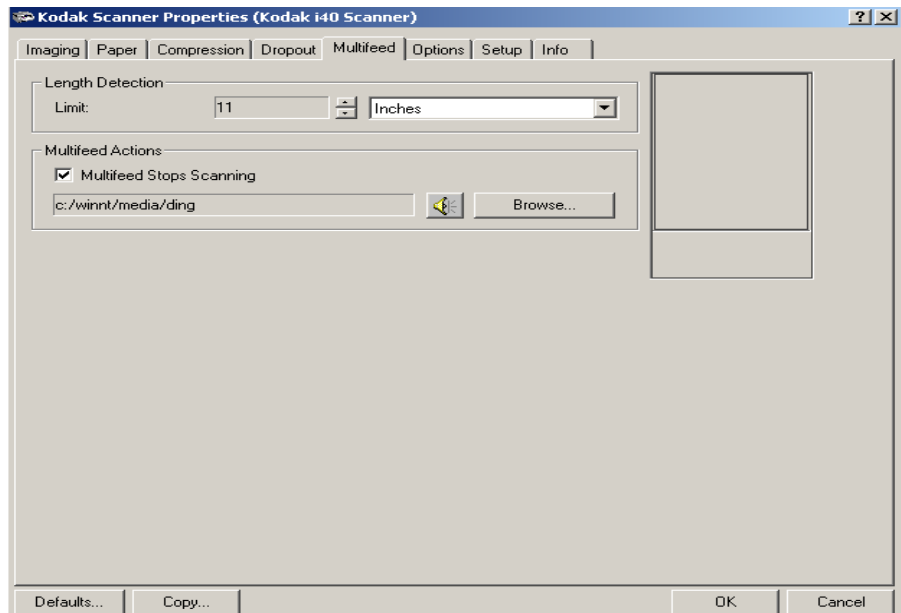 Kodak Scanner Properties (Kodak i40 Scanner)
Imaging Paper Compression Dropout Multifeed Options Setup Info
Length Detection
Limit: 11 Inches
Multifeed Actions
Multifeed Stops Scanning
c:/winnt/media/ding Browse...
Defaults... Copy... OK Cancel